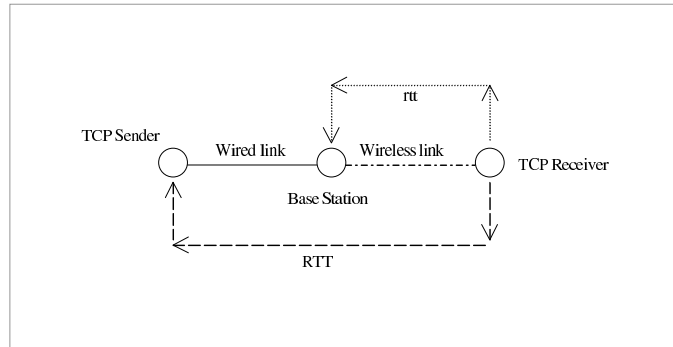 rtt
TCP Sender
Wired link
Wireless link
TCP Receiver
Base Station
RTT